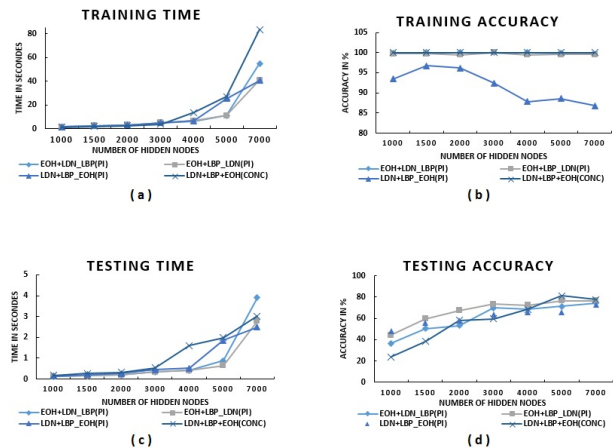 TRAINING TIME
TIME IN SECONDES
80
60
40
20
0
1000 1500 2000 3000 4000 5000 7000
NUMBER OF HIDDEN NODES
EOH+LDN_LBP(PI) EOH+LBP_LDN(PI)
LDN+LBP_EOH(PI) LDN+LBP+EOH(CONC)
(a)
TRAINING ACCURACY
ACCURACY IN %
105
100
95
90
85
80
1000 1500 2000 3000 4000 5000 7000
NUMBER OF HIDDEN NODES
EOH+LDN_LBP(PI) EOH+LBP_LDN(PI)
LDN+LBP_EOH(PI) LDN+LBP+EOH(CONC)
(b)
TESTING TIME
TIME IN SECONDES
5
4
3
2
1
0
1000 1500 2000 3000 4000 5000 7000
NUMBER OF HIDDEN NODES
EOH+LDN_LBP(PI) EOH+LBP_LDN(PI)
LDN+LBP_EOH(PI) LDN+LBP+EOH(CONC)
(c)
TESTING ACCURACY
ACCURACY IN %
100
80
60
40
20
0
1000 1500 2000 3000 4000 5000 7000
NUMBER OF HIDDEN NODES
EOH+LDN_LBP(PI) EOH+LBP_LDN(PI)
LDN+LBP_EOH(PI) LDN+LBP+EOH(CONC)
(d)